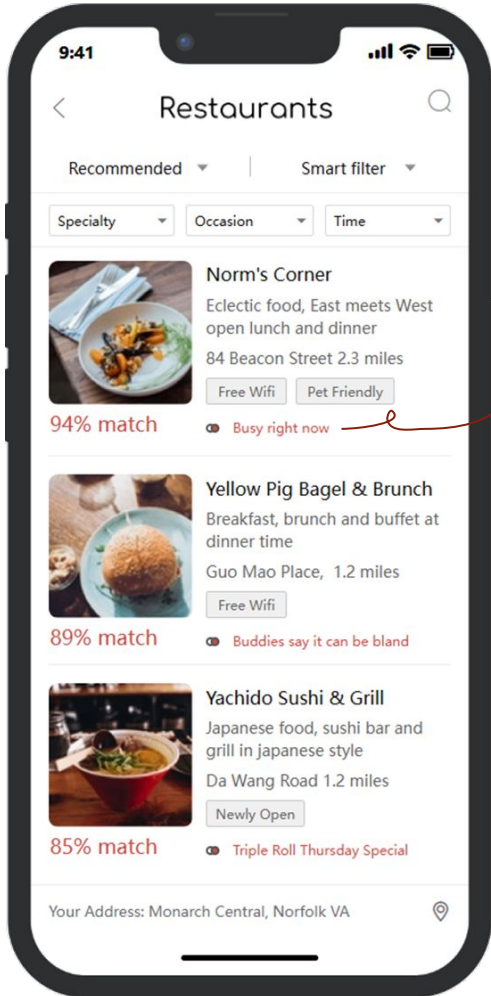 9:41
Restaurants
Recommended
Smart filter
Specialty
Occasion
Time
Norm's Corner
Eclectic food, East meets West
open lunch and dinner
84 Beacon Street 2.3 miles
Free Wifi
Pet Friendly
94% match
Busy right now
Yellow Pig Bagel & Brunch
Breakfast, brunch and buffet at
dinner time
Guo Mao Place, 1.2 miles
Free Wifi
89% match
Buddies say it can be bland
Yachido Sushi & Grill
Japanese food, sushi bar and
grill in japanese style
Da Wang Road 1.2 miles
Newly Open
85% match
Triple Roll Thursday Special
Your Address: Monarch Central, Norfolk VA